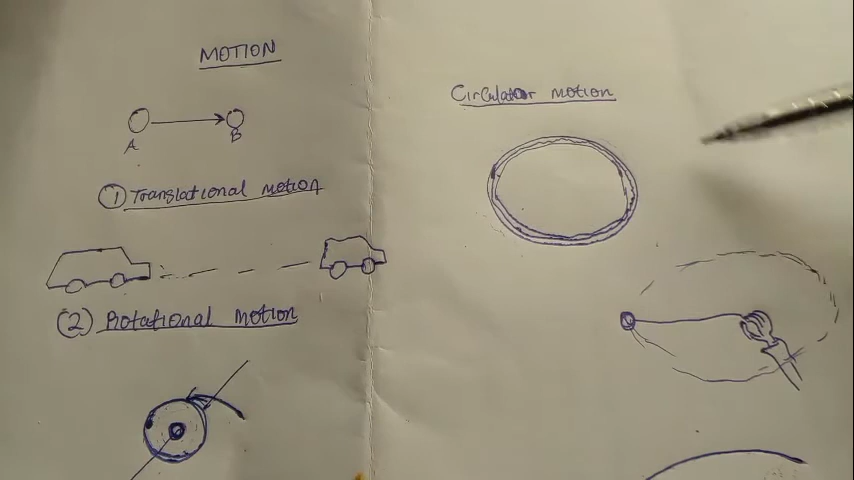 MOTION
A B
① Translational motion
(2) Rotational motion
Circulator motion